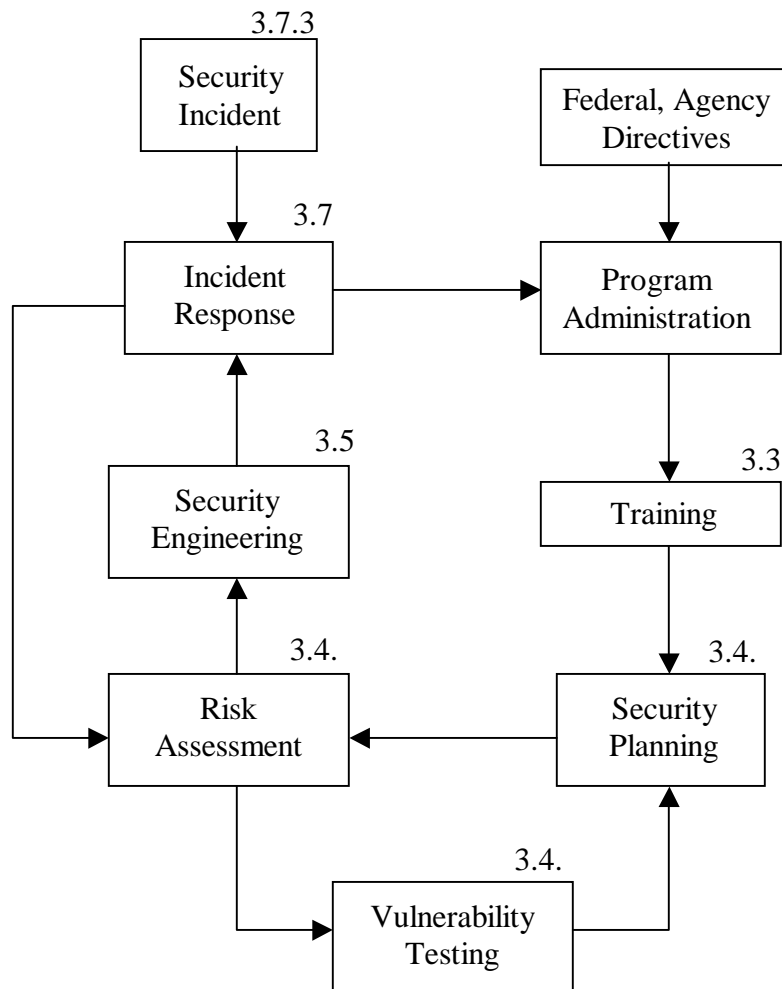 3.7.3
Security
Incident
Federal, Agency
Directives
3.7
Incident
Response
Program
Administration
3.5
Security
Engineering
3.3
Training
3.4.
Risk
Assessment
3.4.
Security
Planning
3.4.
Vulnerability
Testing